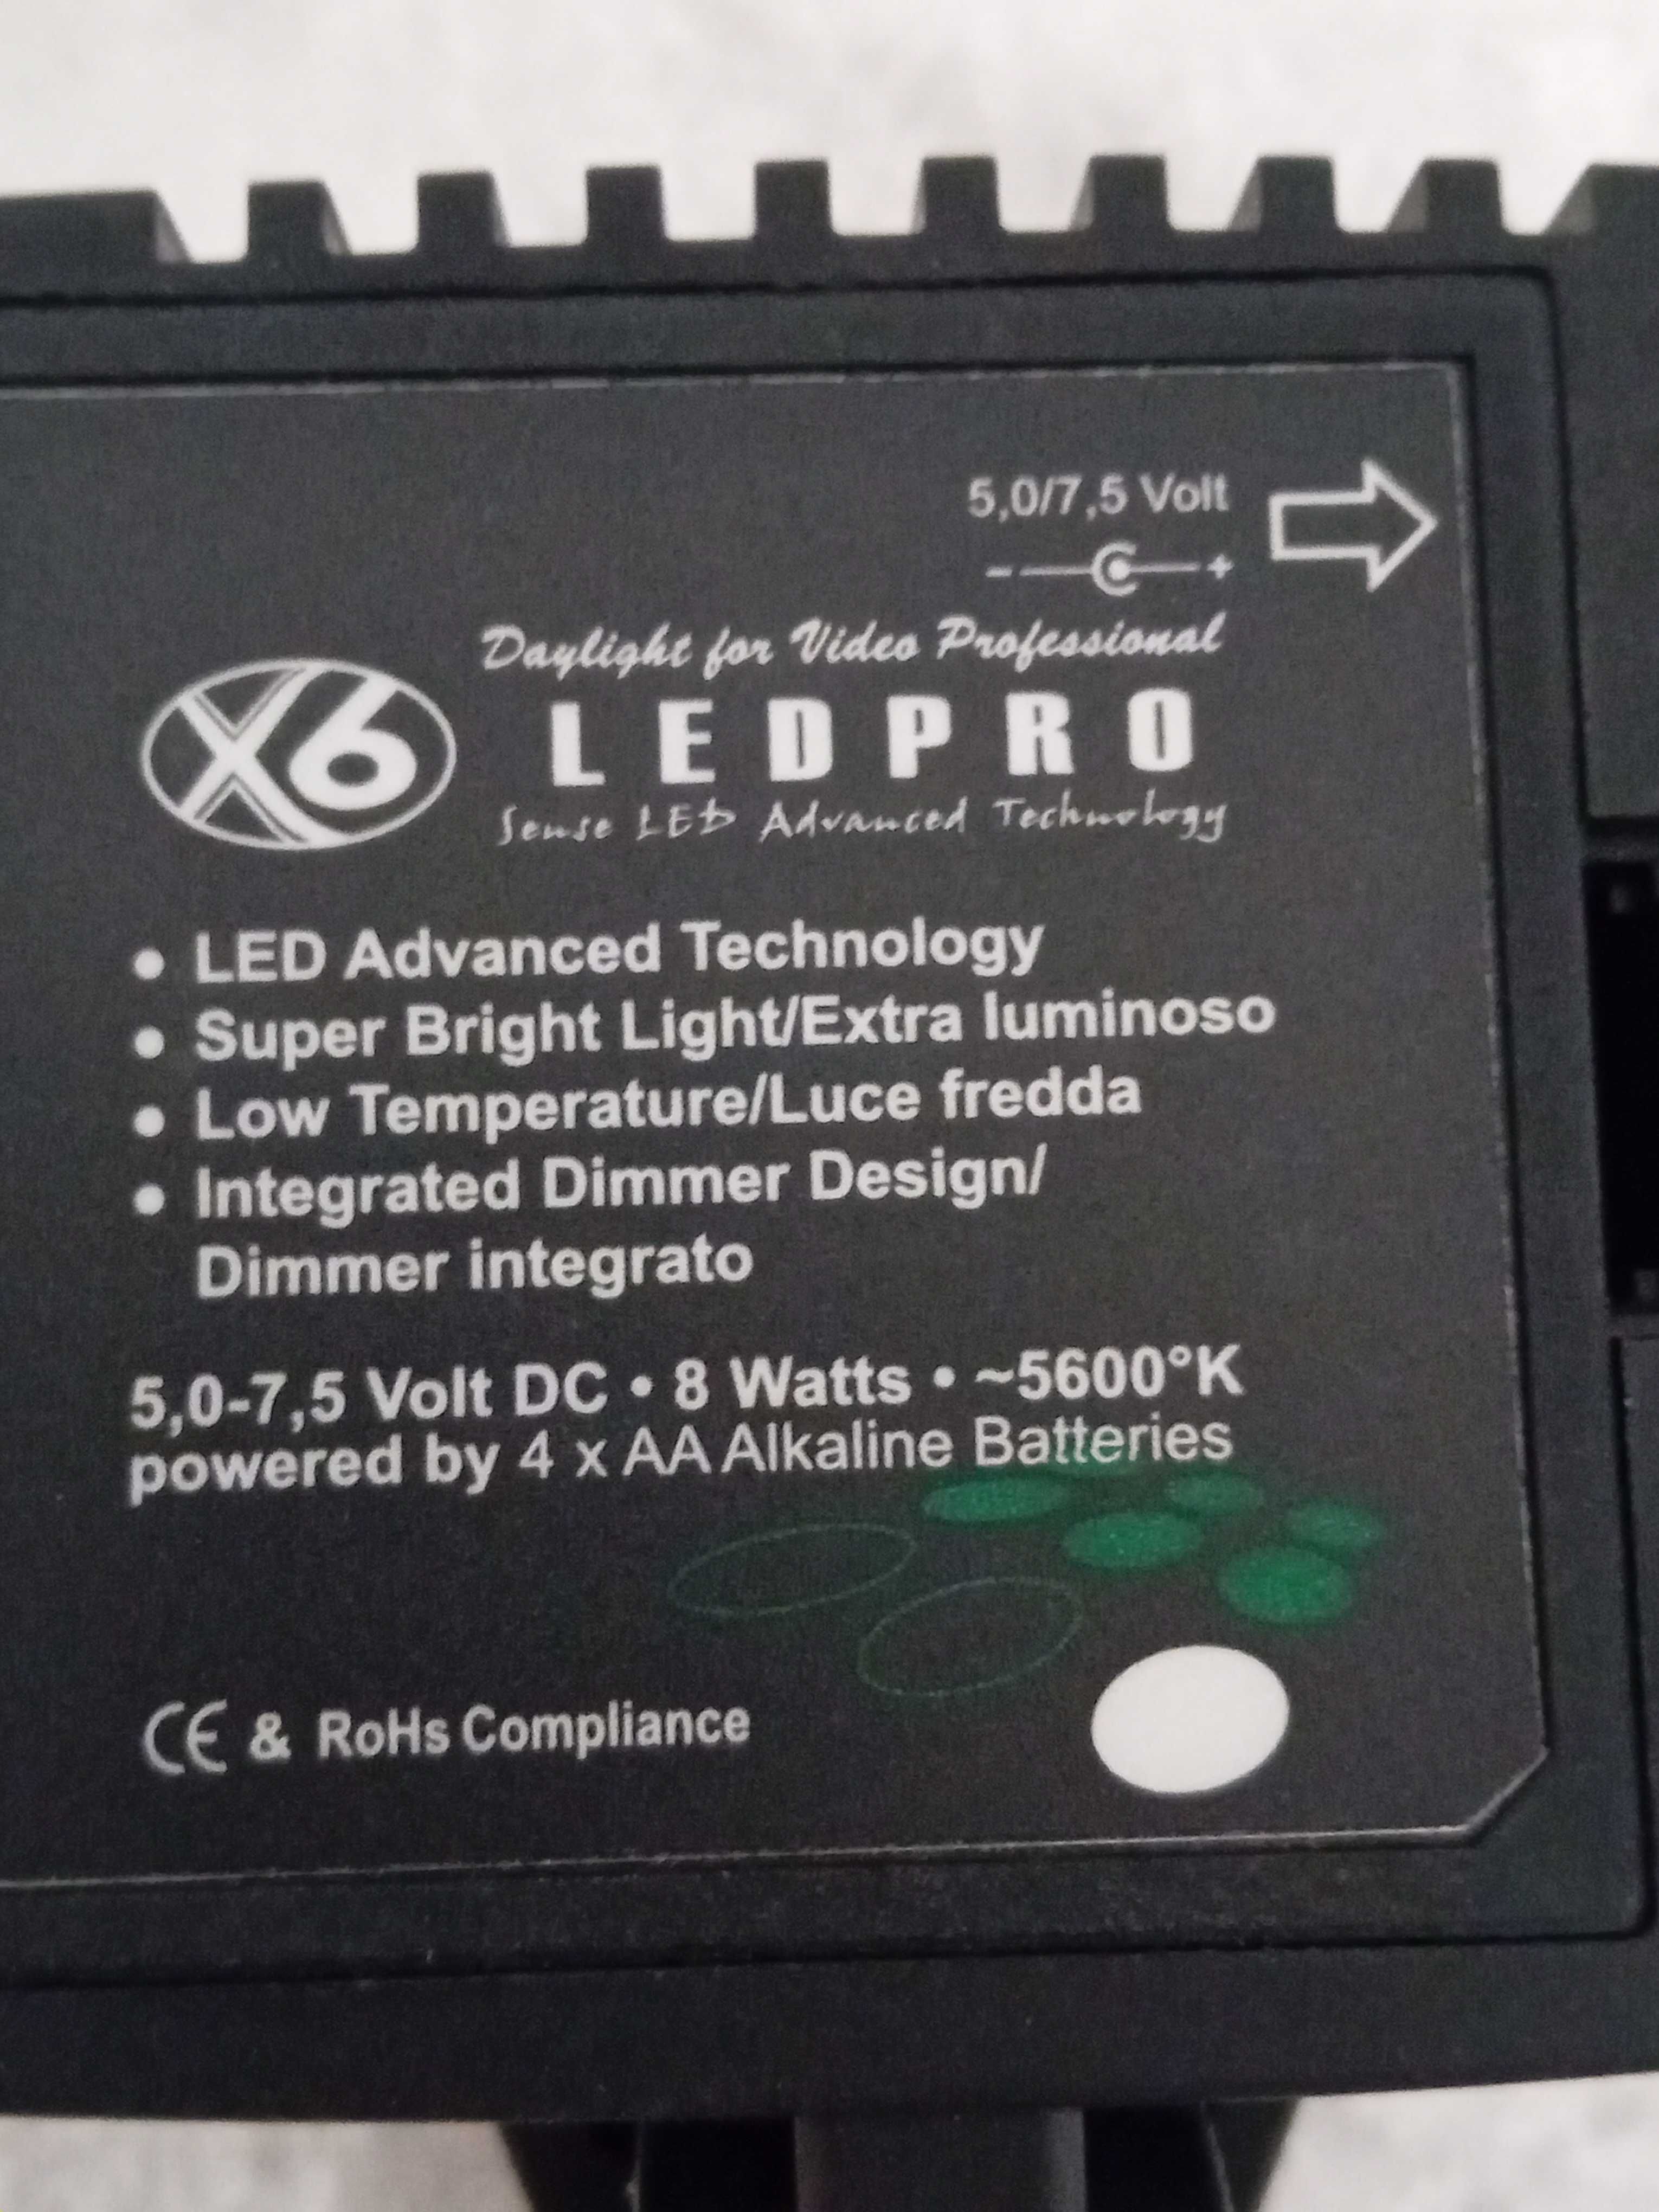 5,0/7,5 Volt
- +
Daylight for Video Professional
X6
LEDPRO
Sense LED Advanced Technology
• LED Advanced Technology
• Super Bright Light/Extra luminoso
• Low Temperature/Luce fredda
• Integrated Dimmer Design/
Dimmer integrato
5,0-7,5 Volt DC • 8 Watts • ~5600°K
powered by 4 x AA Alkaline Batteries
CE & RoHs Compliance